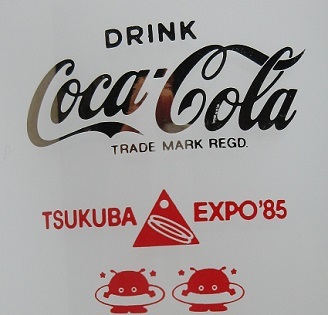 DRINK
Coca-Cola
TRADE MARK REGD.
TSUKUBA EXPO'85